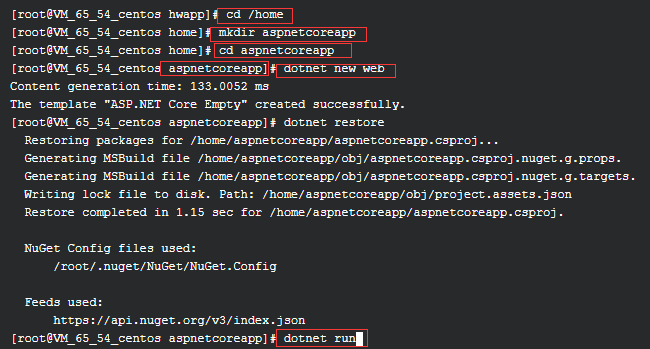 [root@VM_65_54_centos hwapp]# cd /home
[root@VM_65_54_centos home]# mkdir aspnetcoreapp
[root@VM_65_54_centos home]# cd aspnetcoreapp
[root@VM_65_54_centos aspnetcoreapp]# dotnet new web
Content generation time: 133.0052 ms
The template "ASP.NET Core Empty" created successfully.
[root@VM_65_54_centos aspnetcoreapp]# dotnet restore
  Restoring packages for /home/aspnetcoreapp/aspnetcoreapp.csproj...
  Generating MSBuild file /home/aspnetcoreapp/obj/aspnetcoreapp.csproj.nuget.g.props.
  Generating MSBuild file /home/aspnetcoreapp/obj/aspnetcoreapp.csproj.nuget.g.targets.
  Writing lock file to disk. Path: /home/aspnetcoreapp/obj/project.assets.json
  Restore completed in 1.15 sec for /home/aspnetcoreapp/aspnetcoreapp.csproj.
  NuGet Config files used:
      /root/.nuget/NuGet/NuGet.Config
  Feeds used:
      https://api.nuget.org/v3/index.json
[root@VM_65_54_centos aspnetcoreapp]# dotnet run